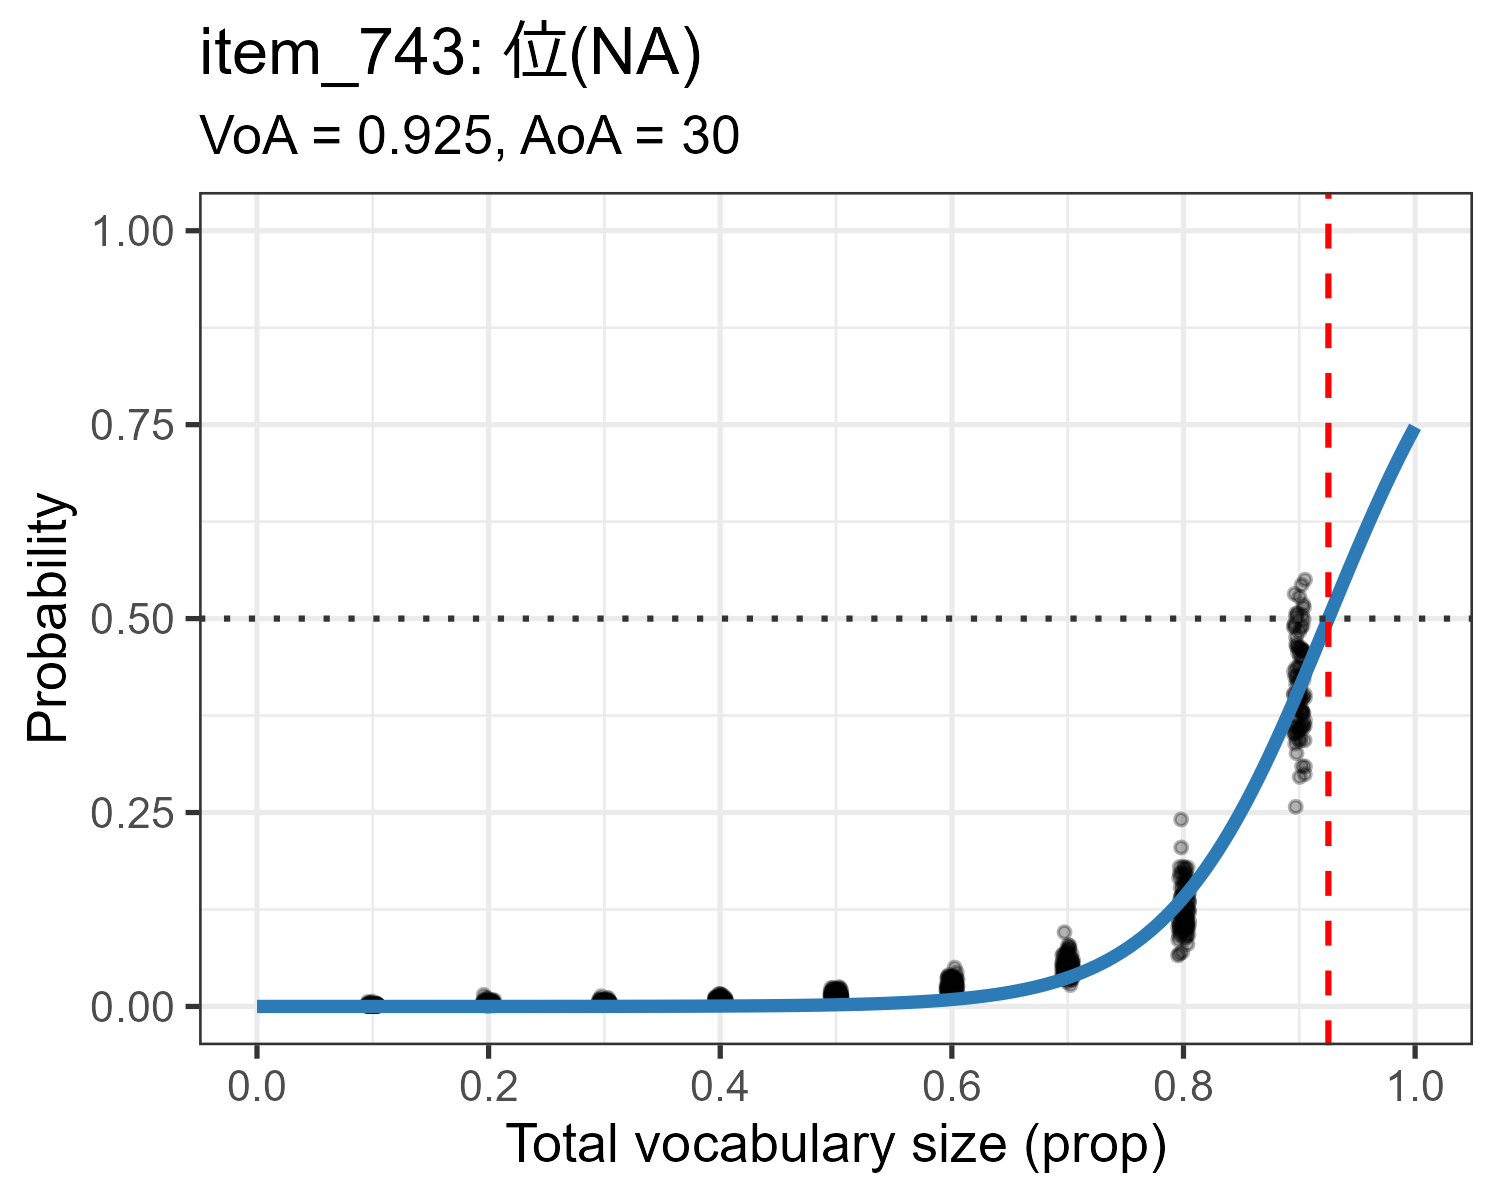 item_743: 位(NA)
VoA = 0.925, AoA = 30
1.00
0.75
0.50
0.25
0.00
Probability
0.0 0.2 0.4 0.6 0.8 1.0
Total vocabulary size (prop)